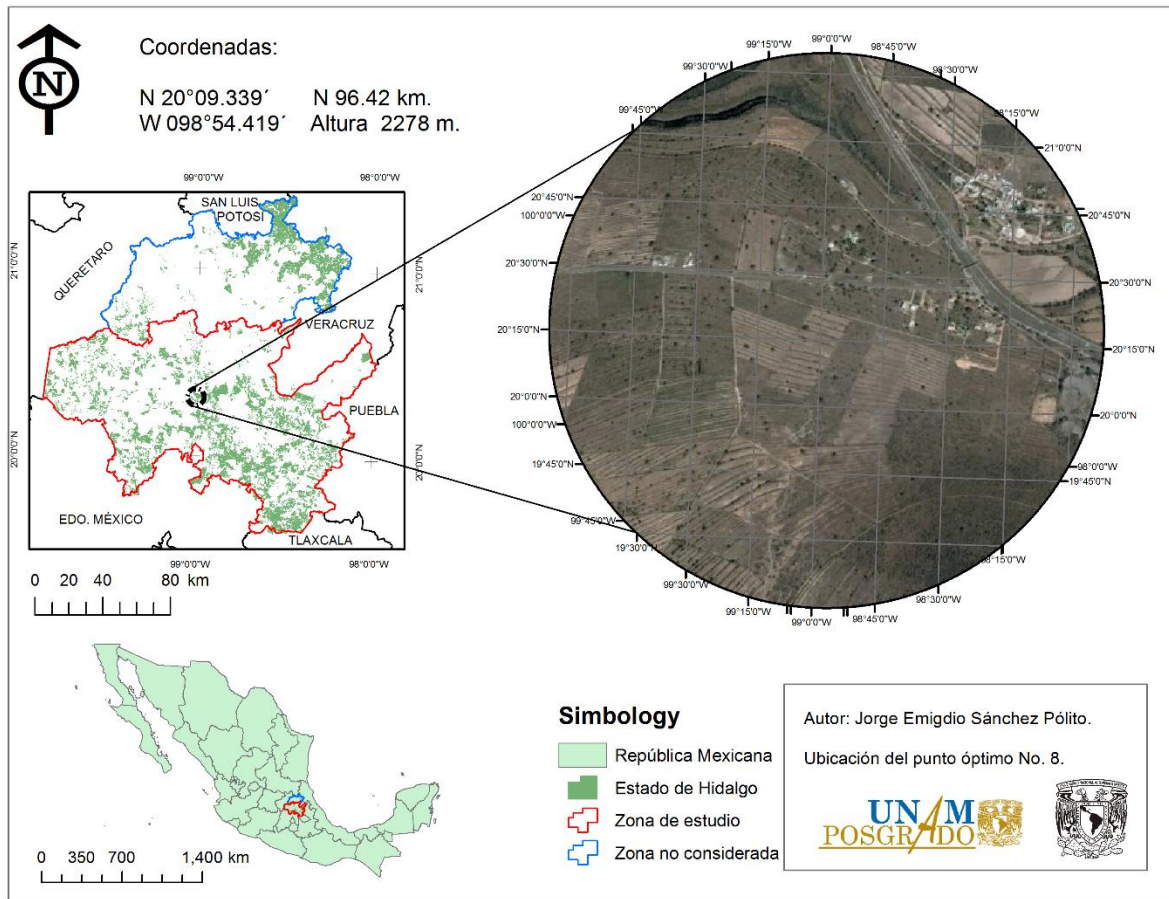 N
Coordenadas:
N 20°09.339´ N 96.42 km.
W 098°54.419´ Altura 2278 m.
99°0'0"W 98°0'0"W
SAN LUIS
POTOSÍ
QUERETARO
21°0'0"N
21°0'0"N
VERACRUZ
PUEBLA
20°0'0"N
20°0'0"N
EDO. MÉXICO
TLAXCALA
99°0'0"W 98°0'0"W
0 20 40 80 km
99°0'0"W
99°15'0"W
98°45'0"W
99°30'0"W
98°30'0"W
99°45'0"W
98°15'0"W
21°0'0"N
20°45'0"N
100°0'0"W
20°45'0"N
20°30'0"N
20°30'0"N
20°15'0"N
20°15'0"N
20°0'0"N
20°0'0"N
100°0'0"W
19°45'0"N
98°0'0"W
19°45'0"N
99°45'0"W
19°30'0"N
98°15'0"W
99°30'0"W
98°30'0"W
99°15'0"W
98°45'0"W
99°0'0"W
0 350 700 1,400 km
Simbology
República Mexicana
Estado de Hidalgo
Zona de estudio
Zona no considerada
Autor: Jorge Emigdio Sánchez Pólito.
Ubicación del punto óptimo No. 8.
UNAM
POSGRADO